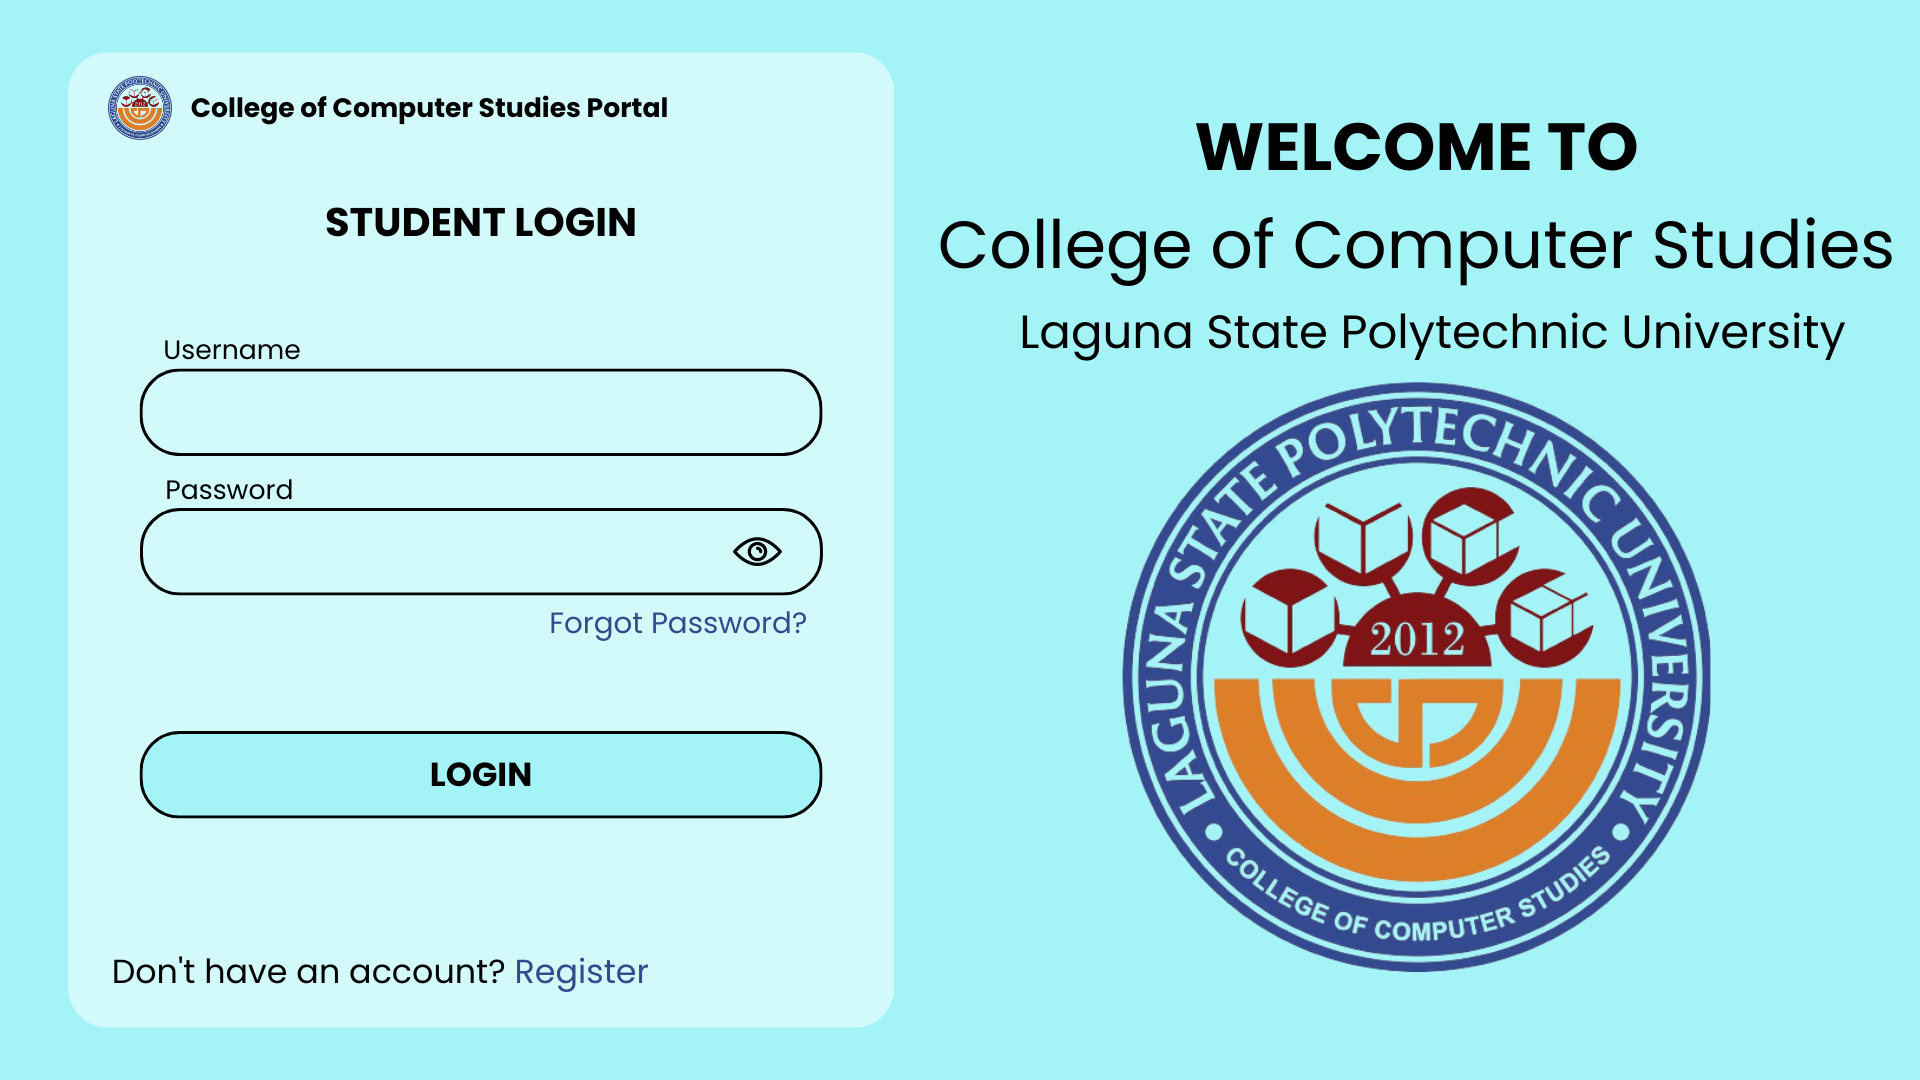 College of Computer Studies Portal
STUDENT LOGIN
Username
Password
Forgot Password?
LOGIN
Don't have an account? Register
WELCOME TO
College of Computer Studies
Laguna State Polytechnic University
LAGUNA STATE POLYTECHNIC UNIVERSITY
2012
COLLEGE OF COMPUTER STUDIES